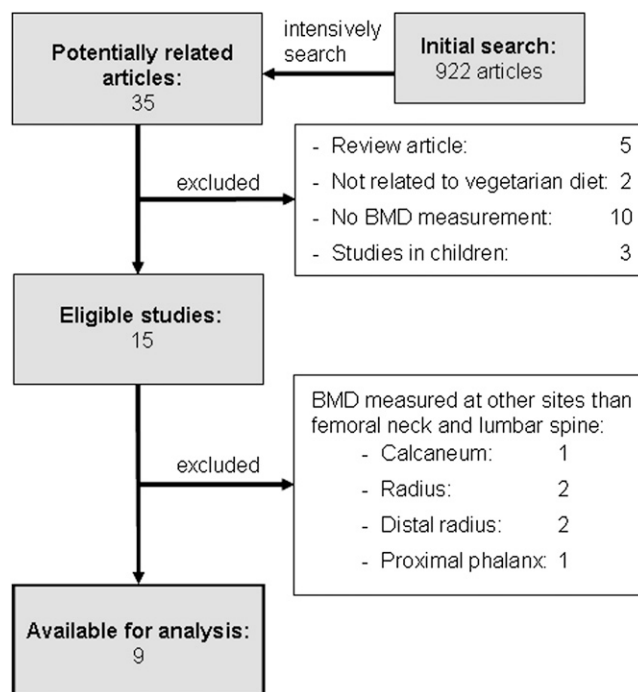 Potentially related
articles:
35
intensively
search
Initial search:
922 articles
excluded
- Review article: 5
- Not related to vegetarian diet: 2
- No BMD measurement: 10
- Studies in children: 3
Eligible studies:
15
excluded
BMD measured at other sites than
femoral neck and lumbar spine:
- Calcaneum: 1
- Radius: 2
- Distal radius: 2
- Proximal phalanx: 1
Available for analysis:
9